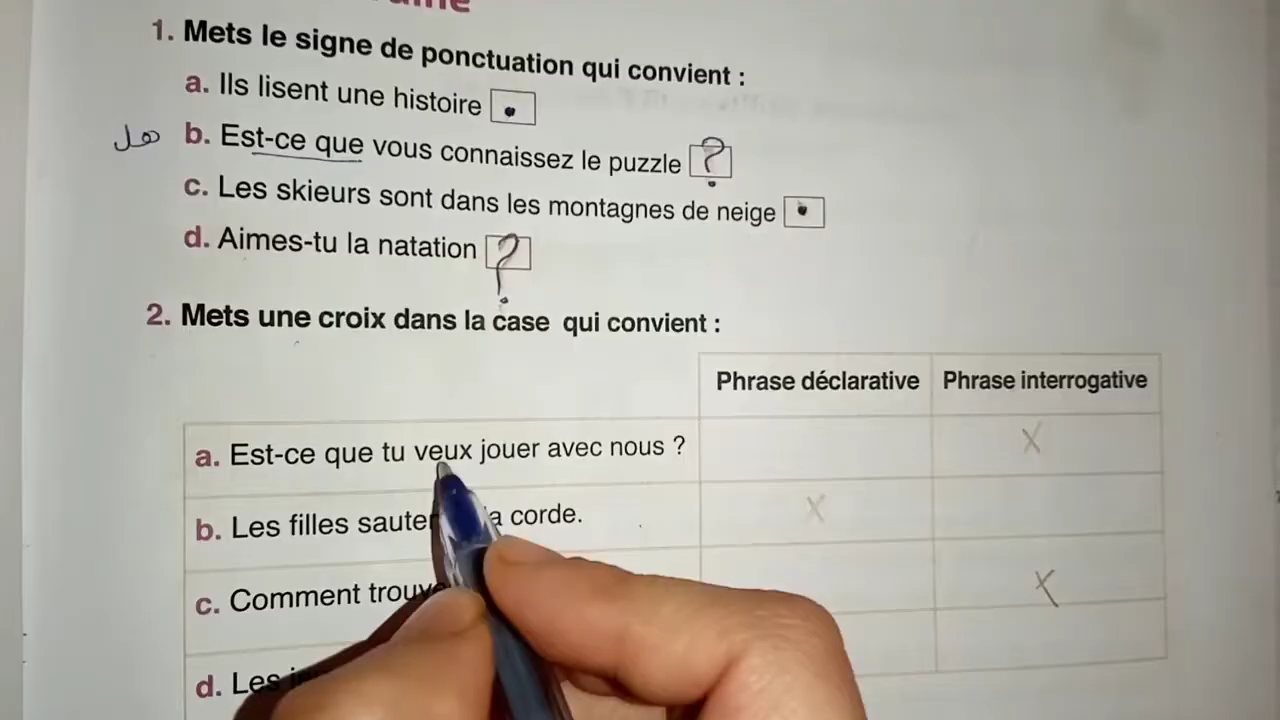 1. Mets le signe de ponctuation qui convient :
a. Ils lisent une histoire .
هل b. Est-ce que vous connaissez le puzzle ?
c. Les skieurs sont dans les montagnes de neige .
d. Aimes-tu la natation ?
2. Mets une croix dans la case qui convient :
Phrase déclarative Phrase interrogative
a. Est-ce que tu veux jouer avec nous ? X
b. Les filles corde. X
c. Comment X
d. Les